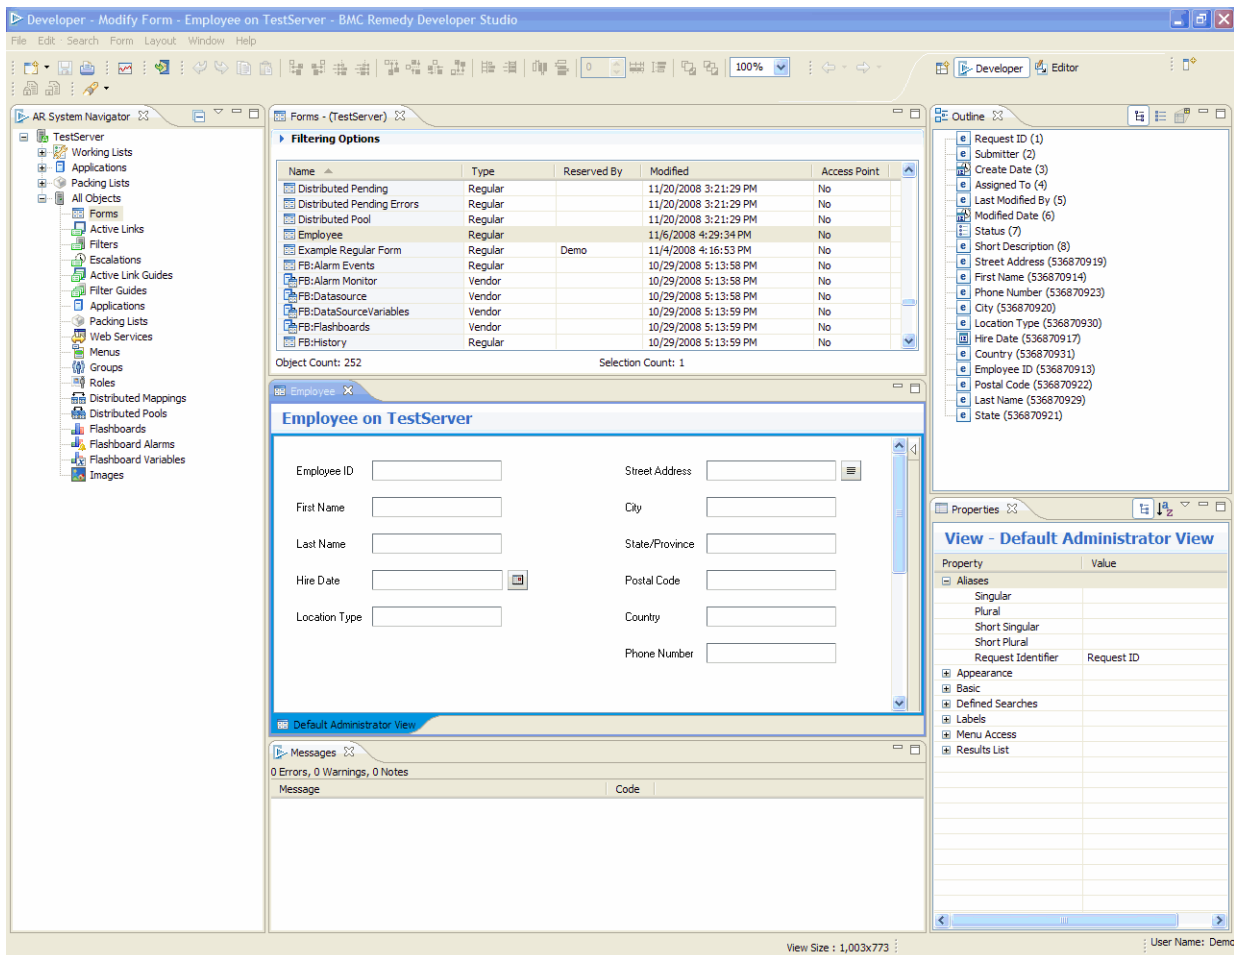 Developer - Modify Form - Employee on TestServer - BMC Remedy Developer Studio
File Edit Search Form Layout Window Help
0 100% Developer Editor
AR System Navigator
TestServer
Working Lists
Applications
Packing Lists
All Objects
Forms
Active Links
Filters
Escalations
Active Link Guides
Filter Guides
Applications
Packing Lists
Web Services
Menus
Groups
Roles
Distributed Mappings
Distributed Pools
Flashboards
Flashboard Alarms
Flashboard Variables
Images
Forms - (TestServer)
Filtering Options
Name Type Reserved By Modified Access Point
Distributed Pending Regular 11/20/2008 3:21:29 PM No
Distributed Pending Errors Regular 11/20/2008 3:21:29 PM No
Distributed Pool Regular 11/20/2008 3:21:29 PM No
Employee Regular 11/6/2008 4:29:34 PM No
Example Regular Form Regular Demo 11/4/2008 4:16:53 PM No
FB:Alarm Events Regular 10/29/2008 5:13:58 PM No
FB:Alarm Monitor Vendor 10/29/2008 5:13:58 PM No
FB:Datasource Vendor 10/29/2008 5:13:58 PM No
FB:DataSourceVariables Vendor 10/29/2008 5:13:59 PM No
FB:Flashboards Vendor 10/29/2008 5:13:59 PM No
FB:History Regular 10/29/2008 5:13:59 PM No
Object Count: 252 Selection Count: 1
Employee
Employee on TestServer
Employee ID Street Address
First Name City
Last Name State/Province
Hire Date Postal Code
Location Type Country
Phone Number
Default Administrator View
Messages
0 Errors, 0 Warnings, 0 Notes
Message Code
Outline
Request ID (1)
Submitter (2)
Create Date (3)
Assigned To (4)
Last Modified By (5)
Modified Date (6)
Status (7)
Short Description (8)
Street Address (536870919)
First Name (536870914)
Phone Number (536870923)
City (536870920)
Location Type (536870930)
Hire Date (536870917)
Country (536870931)
Employee ID (536870913)
Postal Code (536870922)
Last Name (536870929)
State (536870921)
Properties
View - Default Administrator View
Property Value
Aliases
Singular
Plural
Short Singular
Short Plural
Request Identifier Request ID
Appearance
Basic
Defined Searches
Labels
Menu Access
Results List
View Size : 1,003x773 User Name: Demo